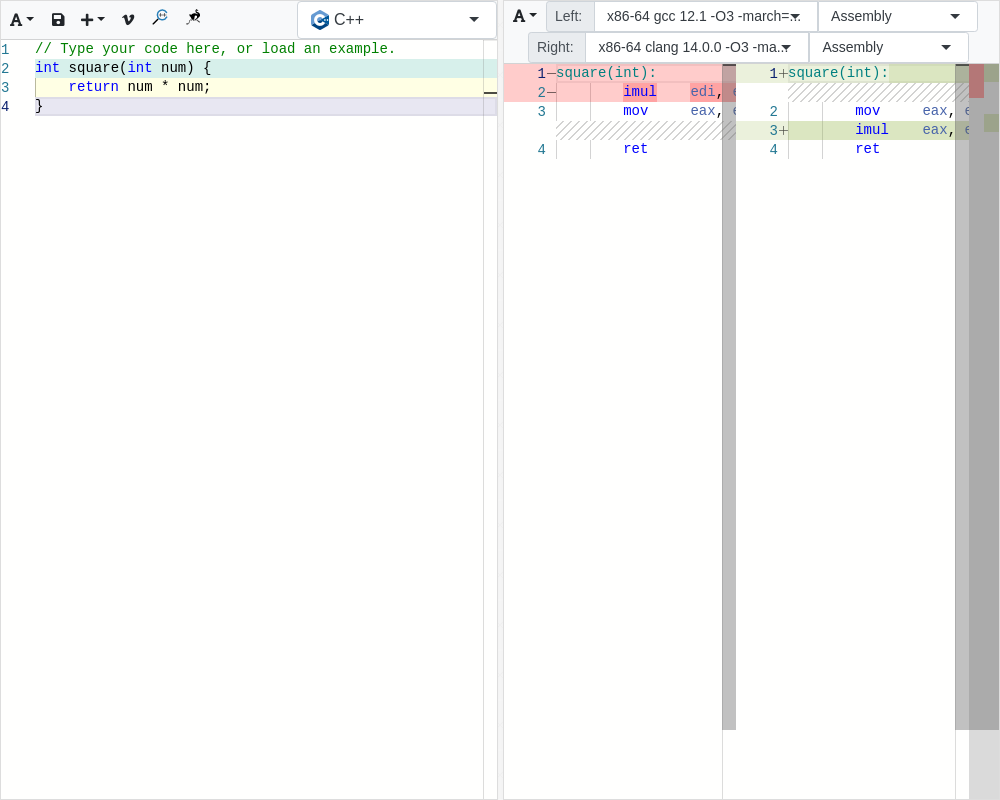 A C++
1 // Type your code here, or load an example.
2 int square(int num) {
3 return num * num;
4 }
A Left: x86-64 gcc 12.1 -O3 -march=... Assembly
Right: x86-64 clang 14.0.0 -O3 -ma... Assembly
1 square(int):
2 imul edi,
3 mov eax,
4 ret
1+ square(int):
2 mov eax,
3+ imul eax,
4 ret